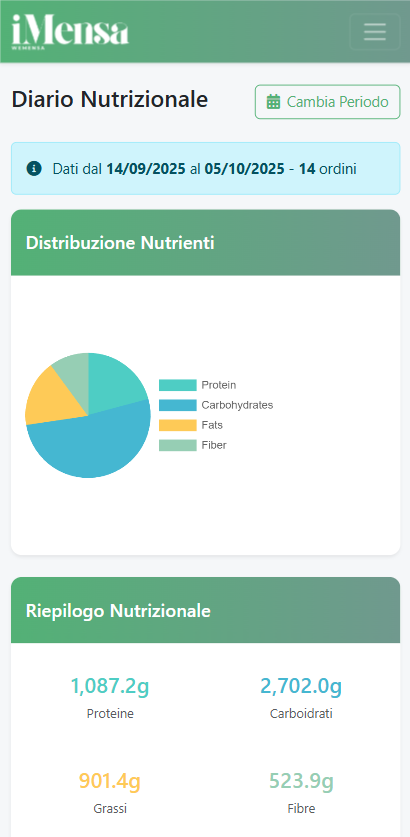 iMensa
WEMENSA
Diario Nutrizionale
Cambia Periodo
Dati dal 14/09/2025 al 05/10/2025 - 14 ordini
Distribuzione Nutrienti
Protein
Carbohydrates
Fats
Fiber
Riepilogo Nutrizionale
1,087.2g
2,702.0g
Proteine
Carboidrati
901.4g
523.9g
Grassi
Fibre